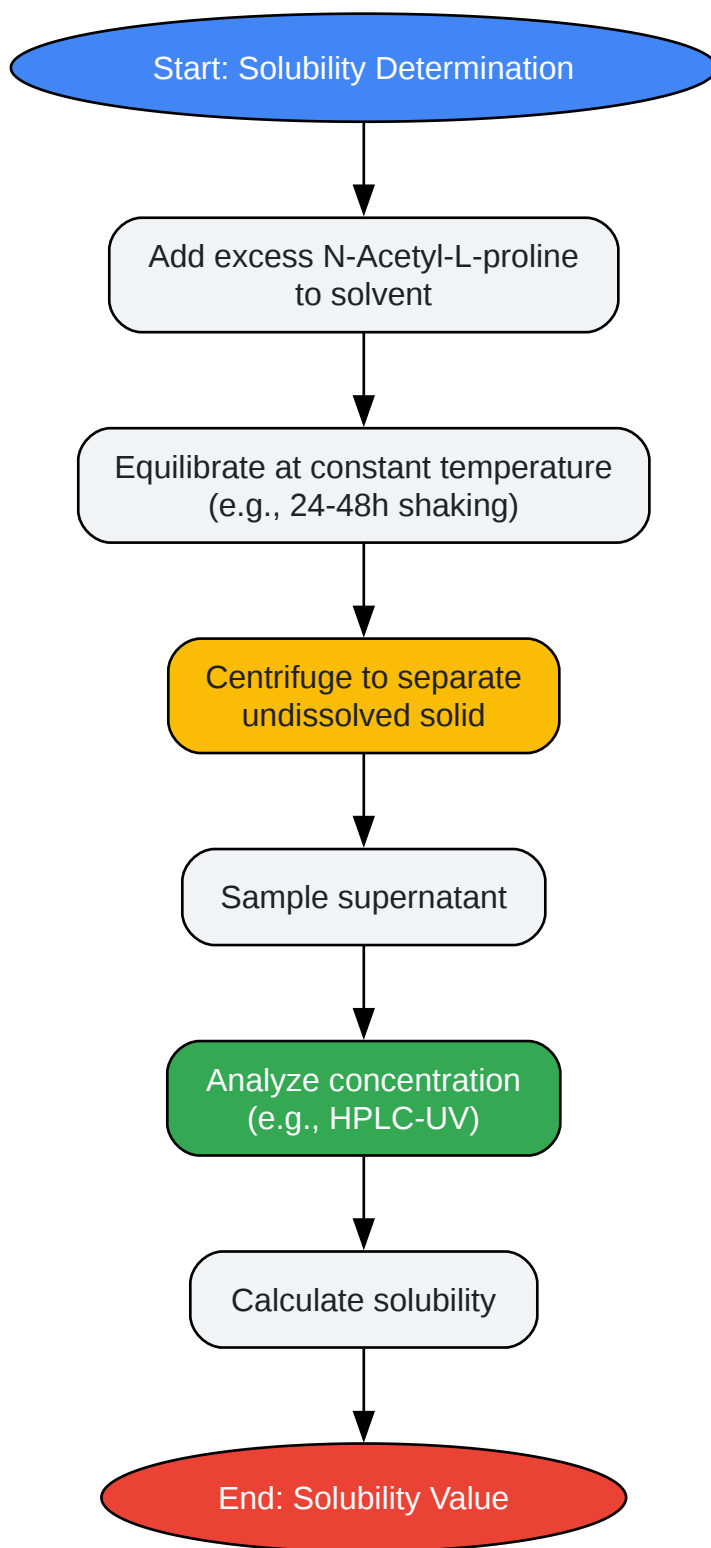 Start: Solubility Determination
Add excess N-Acetyl-L-proline
to solvent
Equilibrate at constant temperature
(e.g., 24-48h shaking)
Centrifuge to separate
undissolved solid
Sample supernatant
Analyze concentration
(e.g., HPLC-UV)
Calculate solubility
End: Solubility Value